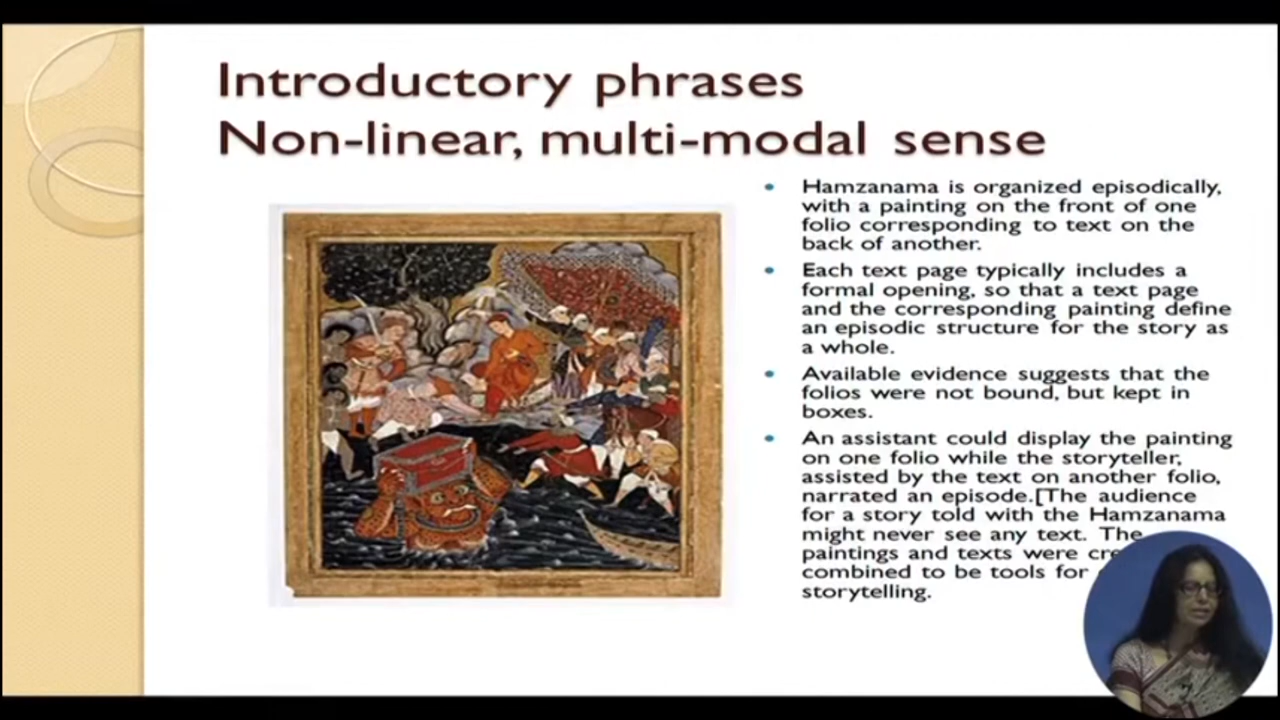 Introductory phrases
Non-linear, multi-modal sense
• Hamzanama is organized episodically,
with a painting on the front of one
folio corresponding to text on the
back of another.
• Each text page typically includes a
formal opening, so that a text page
and the corresponding painting define
an episodic structure for the story as
a whole.
• Available evidence suggests that the
folios were not bound, but kept in
boxes.
• An assistant could display the painting
on one folio while the storyteller,
assisted by the text on another folio,
narrated an episode.[The audience
for a story told with the Hamzanama
might never see any text. The
paintings and texts were
combined to be tools for
storytelling.